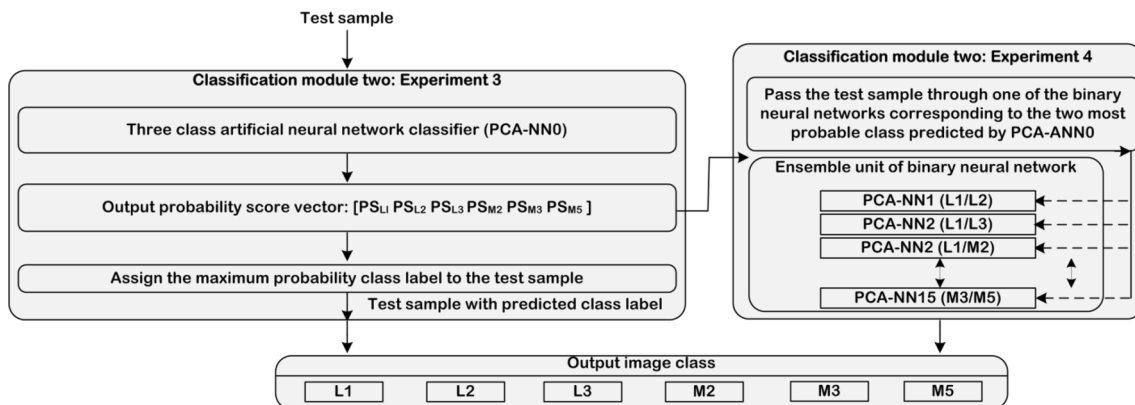 Test sample
Classification module two: Experiment 3
Three class artificial neural network classifier (PCA-NN0)
Output probability score vector: [PSL1 PSL2 PSL3 PSM2 PSM3 PSM5 ]
Assign the maximum probability class label to the test sample
Test sample with predicted class label
Classification module two: Experiment 4
Pass the test sample through one of the binary
neural networks corresponding to the two most
probable class predicted by PCA-ANN0
Ensemble unit of binary neural network
PCA-NN1 (L1/L2)
PCA-NN2 (L1/L3)
PCA-NN2 (L1/M2)
PCA-NN15 (M3/M5)
Output image class
L1 L2 L3 M2 M3 M5